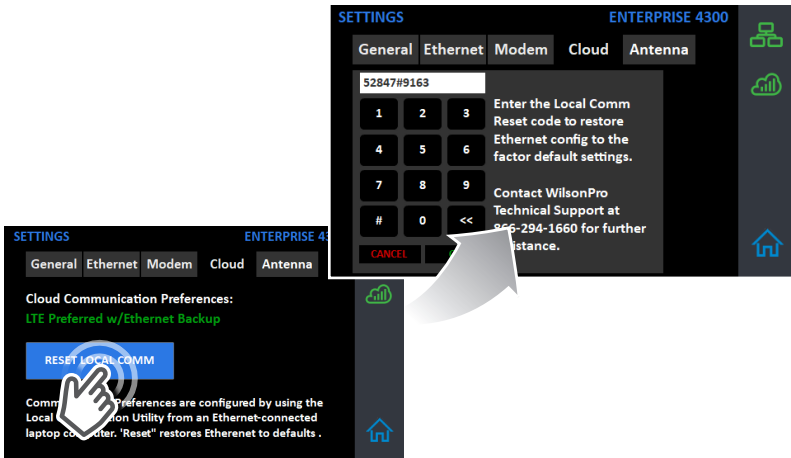 SETTINGS
ENTERPRISE 4300
General Ethernet Modem Cloud Antenna
52847#9163
1 2 3
4 5 6
7 8 9
# 0 <<
CANCEL
Enter the Local Comm
Reset code to restore
Ethernet config to the
factor default settings.
Contact WilsonPro
Technical Support at
866-294-1660 for further
SETTINGS
ENTERPRISE
General Ethernet Modem Cloud Antenna
Cloud Communication Preferences:
LTE Preferred w/Ethernet Backup
RESET LOCAL COMM
Preferences are configured by using the
Local Utility from an Ethernet-connected
laptop 'Reset" restores Etherenet to defaults .